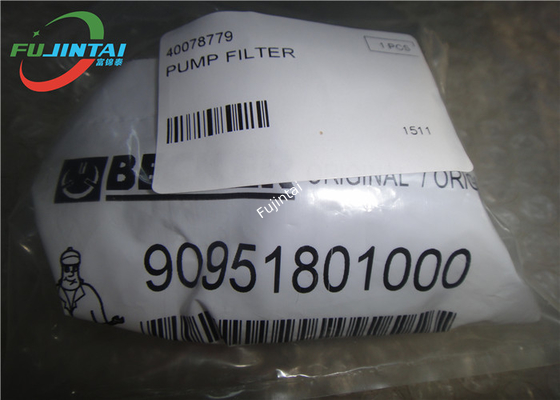 FUJINTAI
富锦泰
40078779
PUMP FILTER
1 PCS
1511
ORIGINAL / ORIG
Fujintai
90951801000